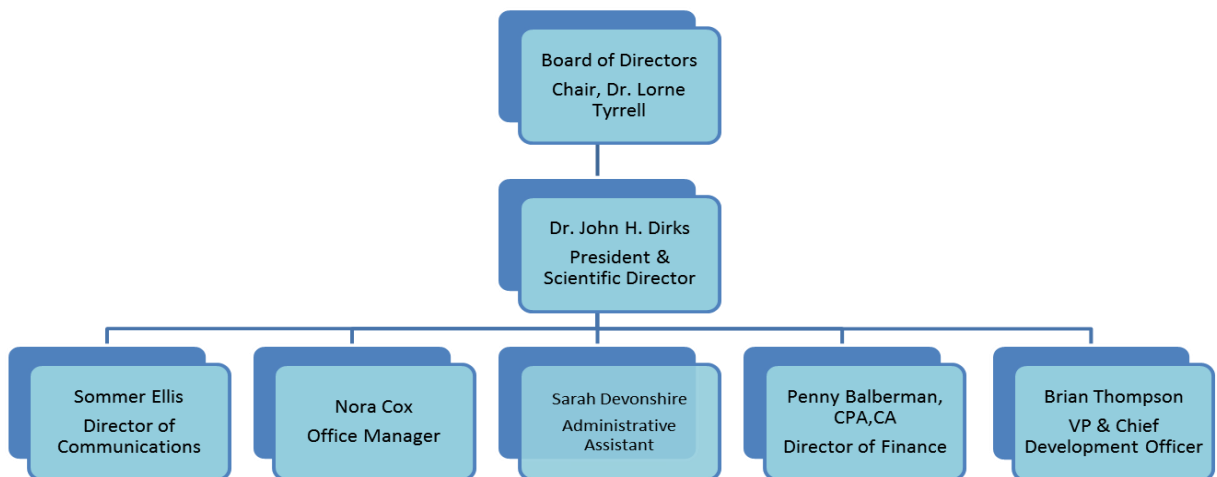 Board of Directors
Chair, Dr. Lorne
Tyrrell
Dr. John H. Dirks
President &
Scientific Director
Sommer Ellis
Director of
Communications
Nora Cox
Office Manager
Sarah Devonshire
Administrative
Assistant
Penny Balberman,
CPA,CA
Director of Finance
Brian Thompson
VP & Chief
Development Officer